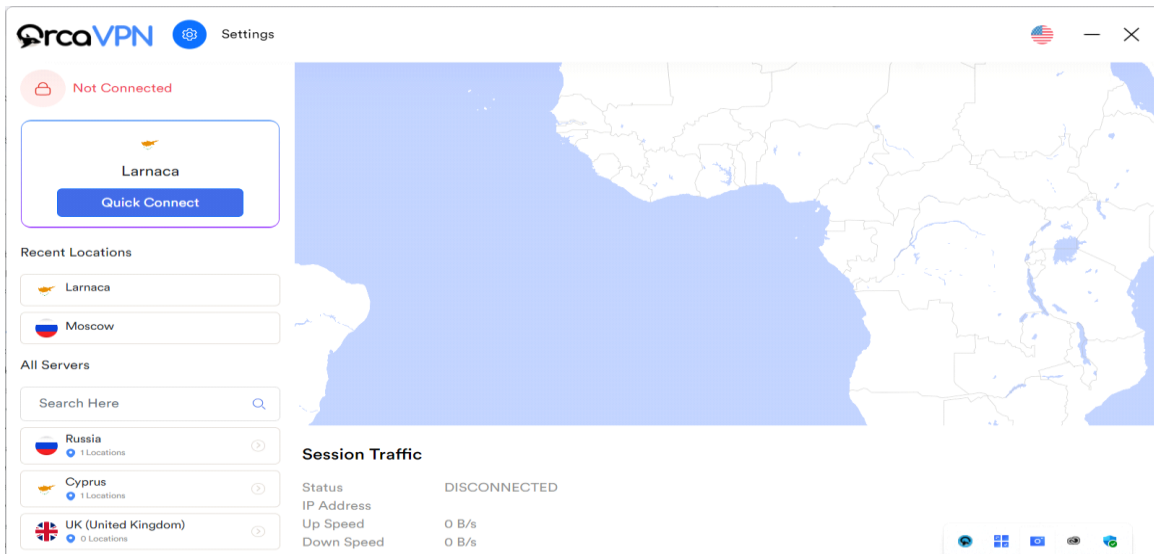 OrcaVPN
Settings
Not Connected
Larnaca
Quick Connect
Recent Locations
Larnaca
Moscow
All Servers
Search Here
Russia
1 Locations
Cyprus
1 Locations
UK (United Kingdom)
0 Locations
Session Traffic
Status DISCONNECTED
IP Address
Up Speed 0 B/s
Down Speed 0 B/s